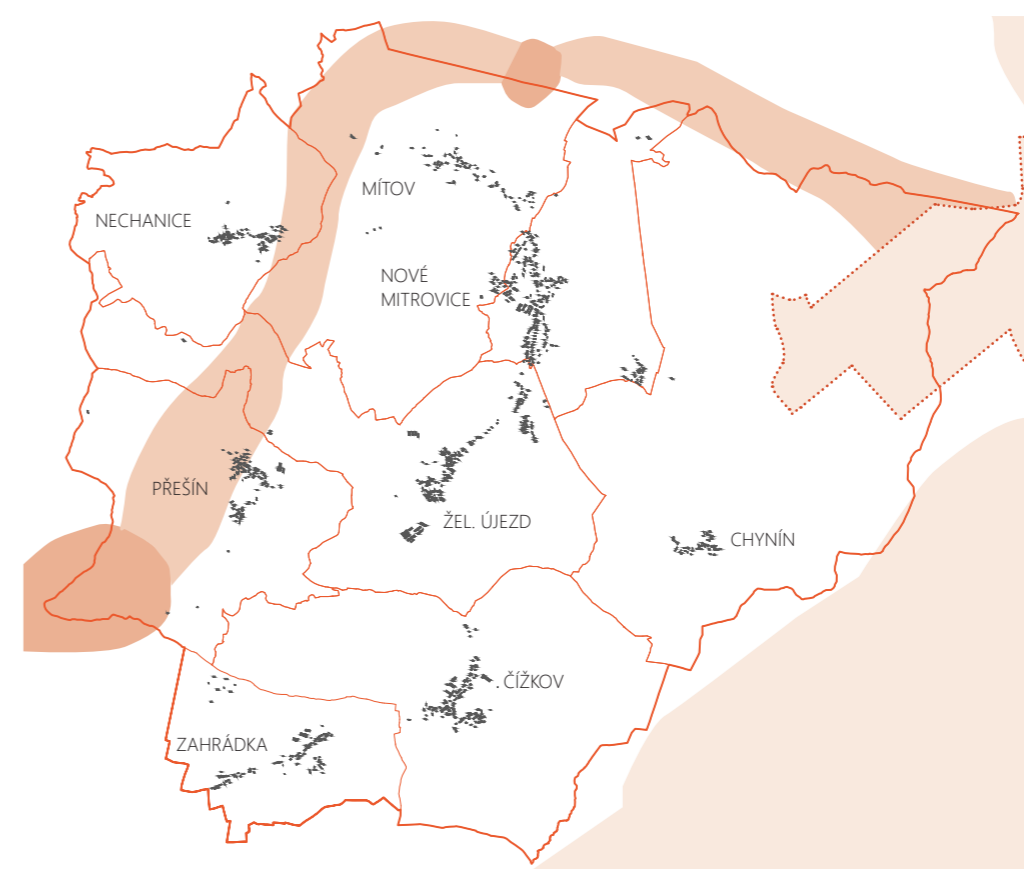 MÍTOV
NECHANICE
NOVÉ
MITROVICE
PŘEŠÍN
ŽEL. ÚJEZD
CHYNÍN
ČÍŽKOV
ZAHRÁDKA